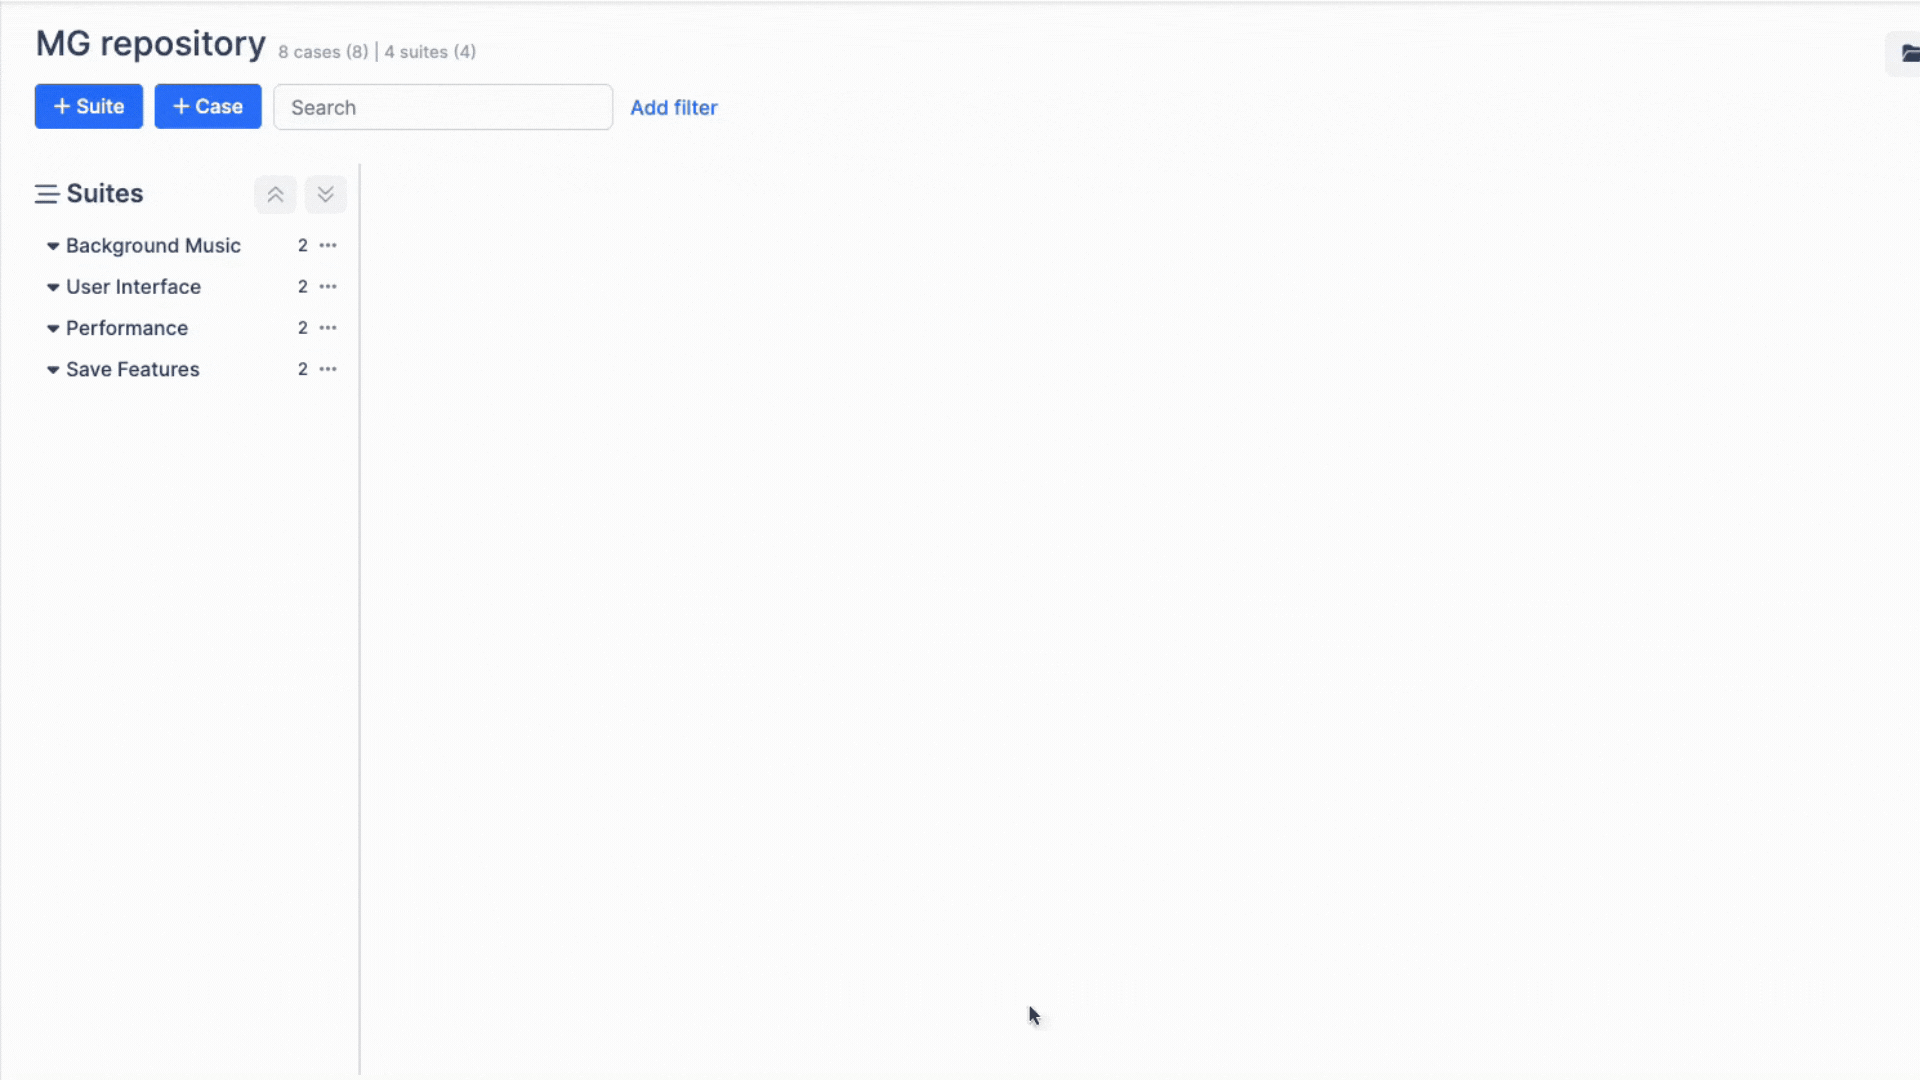 MG repository 8 cases (8) | 4 suites (4)
+ Suite + Case Search Add filter
Suites
Background Music 2
User Interface 2
Performance 2
Save Features 2